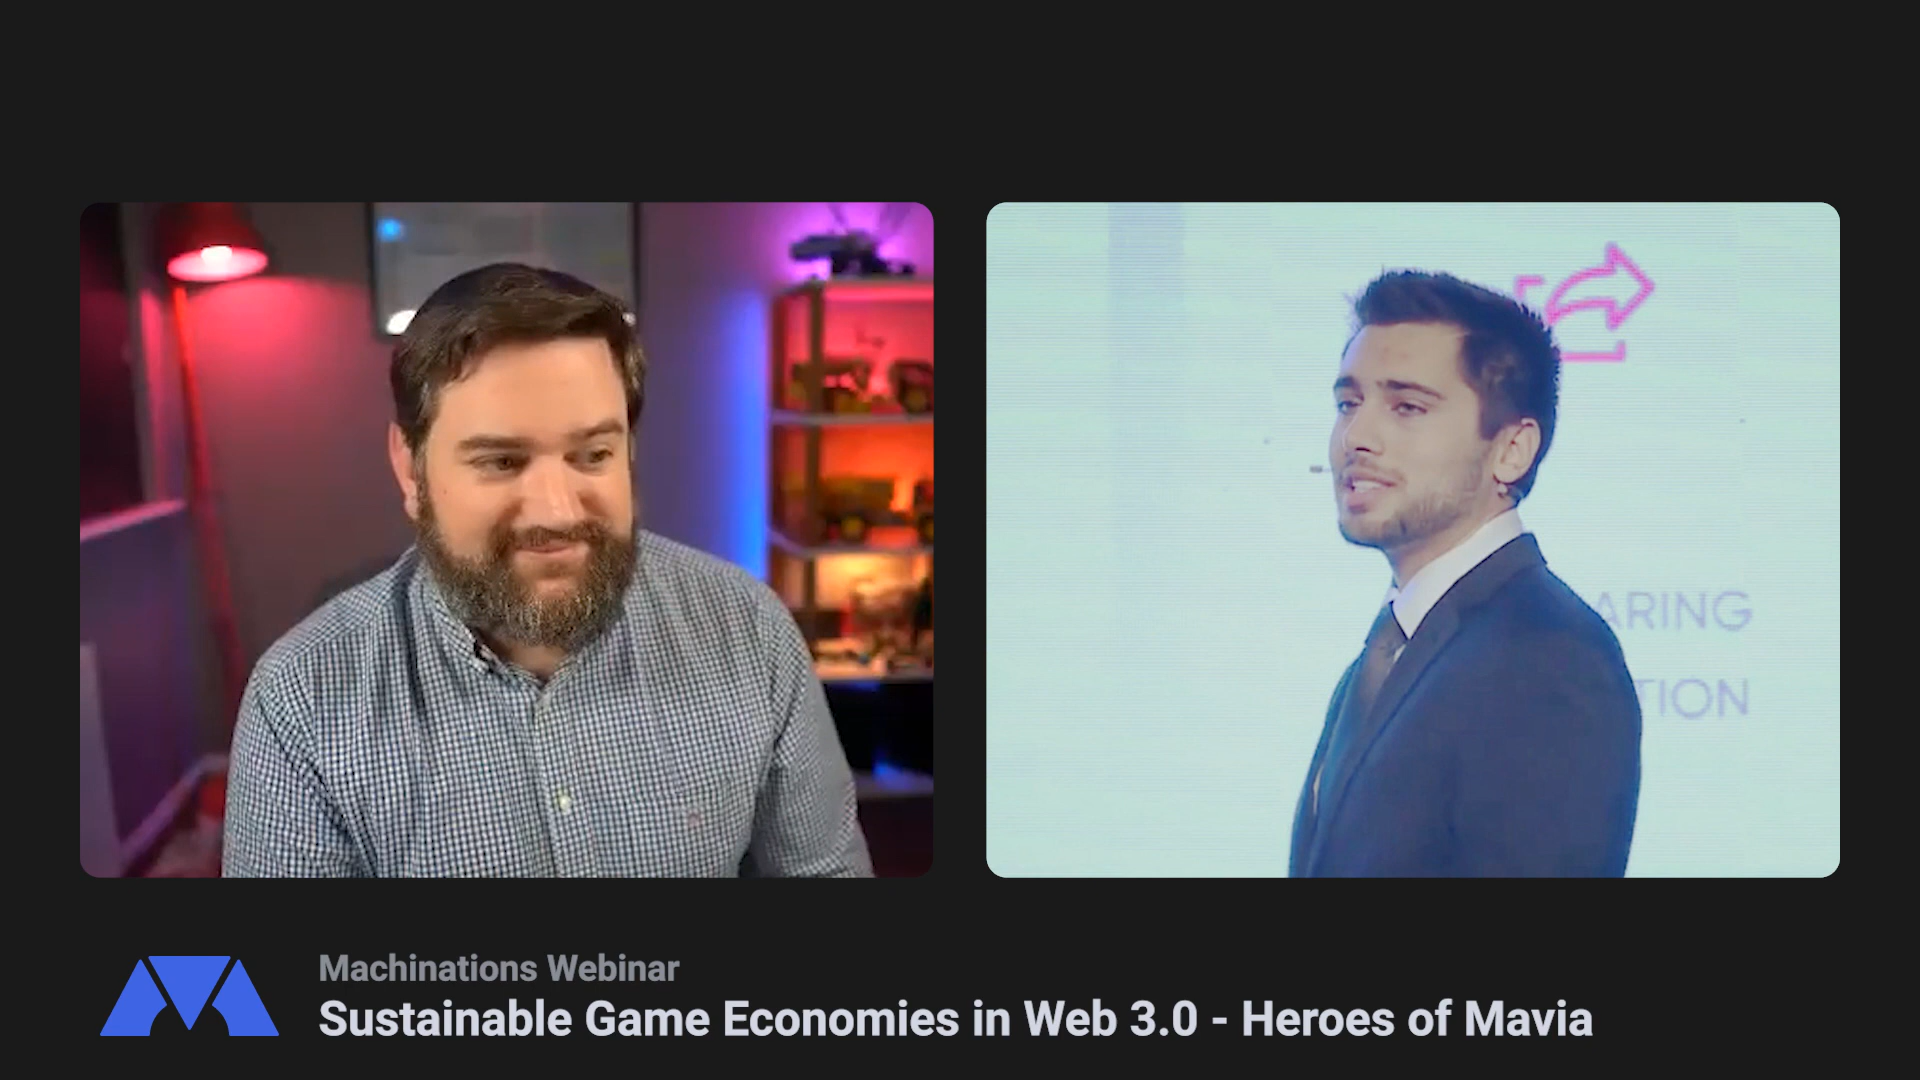 ARING
TION
Machinations Webinar
Sustainable Game Economies in Web 3.0 - Heroes of Mavia